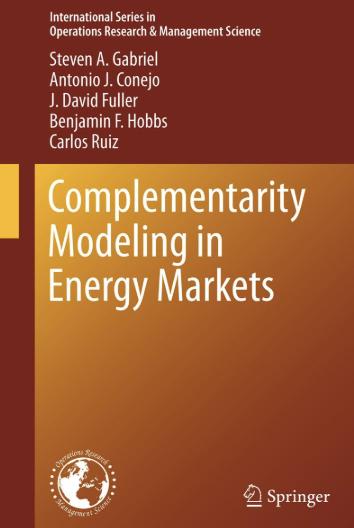 International Series in
Operations Research & Management Science
Steven A. Gabriel
Antonio J. Conejo
J. David Fuller
Benjamin F. Hobbs
Carlos Ruiz
Complementarity
Modeling in
Energy Markets
Operations Research
Management Science
Springer